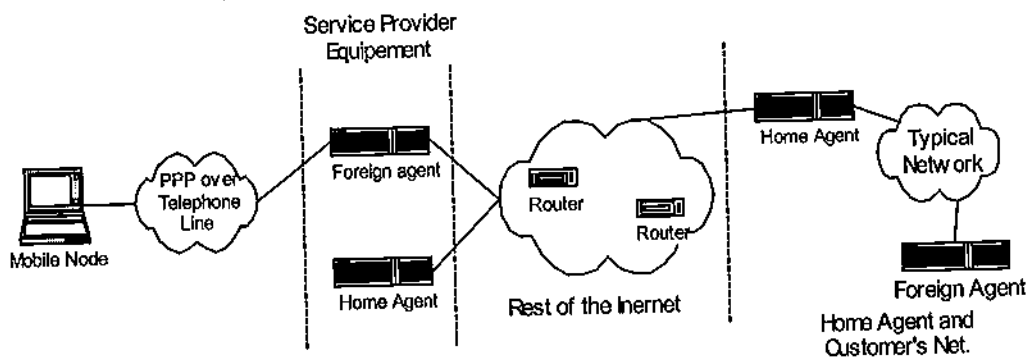 Service Provider
Equipement
Home Agent
Typical
Network
Foreign agent
PPP over
Telephone
Line
Router
Router
Mobile Node
Home Agent
Rest of the Inernet
Foreign Agent
Home Agent and
Customer's Net.